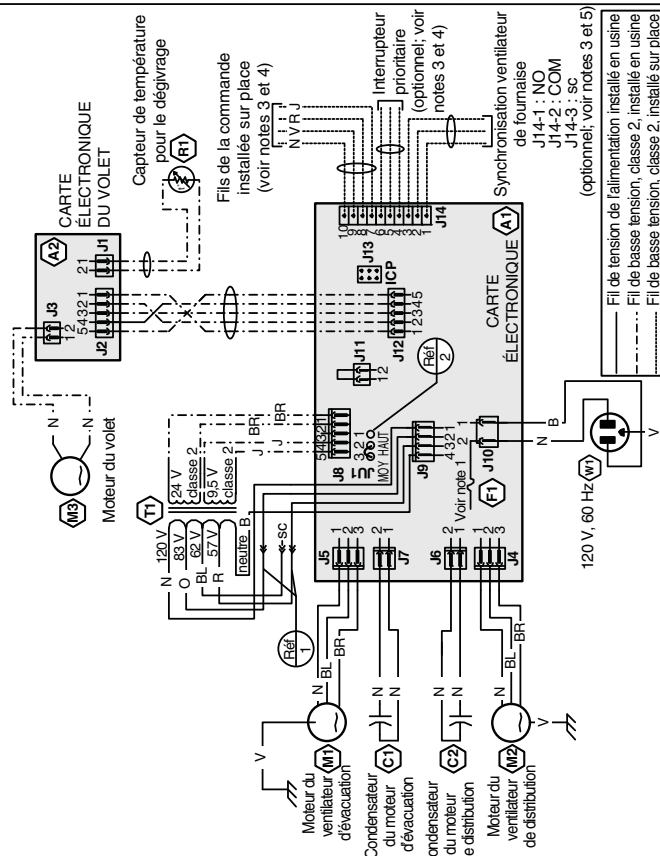 CARTE
ÉLECTRONIQUE
DU VOLET
A2
J3
1 2
J1
2 1
J2
5 4 3 2 1
Capteur de température
pour le dégivrage
R1
N
N
M3
Moteur du volet
Fils de la commande
installée sur place
(voir notes 3 et 4)
N V R J
Interrupteur
prioritaire
(optionnel; voir
notes 3 et 4)
Synchronisation ventilateur
de fournaise
J14-1 : NO
J14-2 : COM
J14-3 : sc
(optionnel; voir notes 3 et 5)
10 9 8 7 6 5 4 3 2 1
J14
A1
J13
ICP
J12
1 2 3 4 5
J11
1 2
CARTE
ÉLECTRONIQUE
Réf
2
T1
24 V
classe 2
9,5 V
classe 2
BR
BR
J
J
120 V
83 V
62 V
57 V
neutre
N
O
BL
R
B
sc
Réf
1
J8
5 4 3 2 1
JU1
3 2 1
MOY HAUT
J9
4 3 2 1
J10
1 2
Voir note 1
F1
B
N
V
120 V, 60 Hz
W1
J5
1
2
3
J7
2
1
J6
2
1
J4
1
2
3
V
N
BL
BR
M1
Moteur du
ventilateur
d'évacuation
N
N
C1
Condensateur
du moteur
d'évacuation
N
N
C2
ondensateur
du moteur
e distribution
N
BL
BR
V
M2
Moteur du
ventilateur
de distribution
Fil de tension de l'alimentation installé en usine
Fil de basse tension, classe 2, installé en usine
Fil de basse tension, classe 2, installé sur place